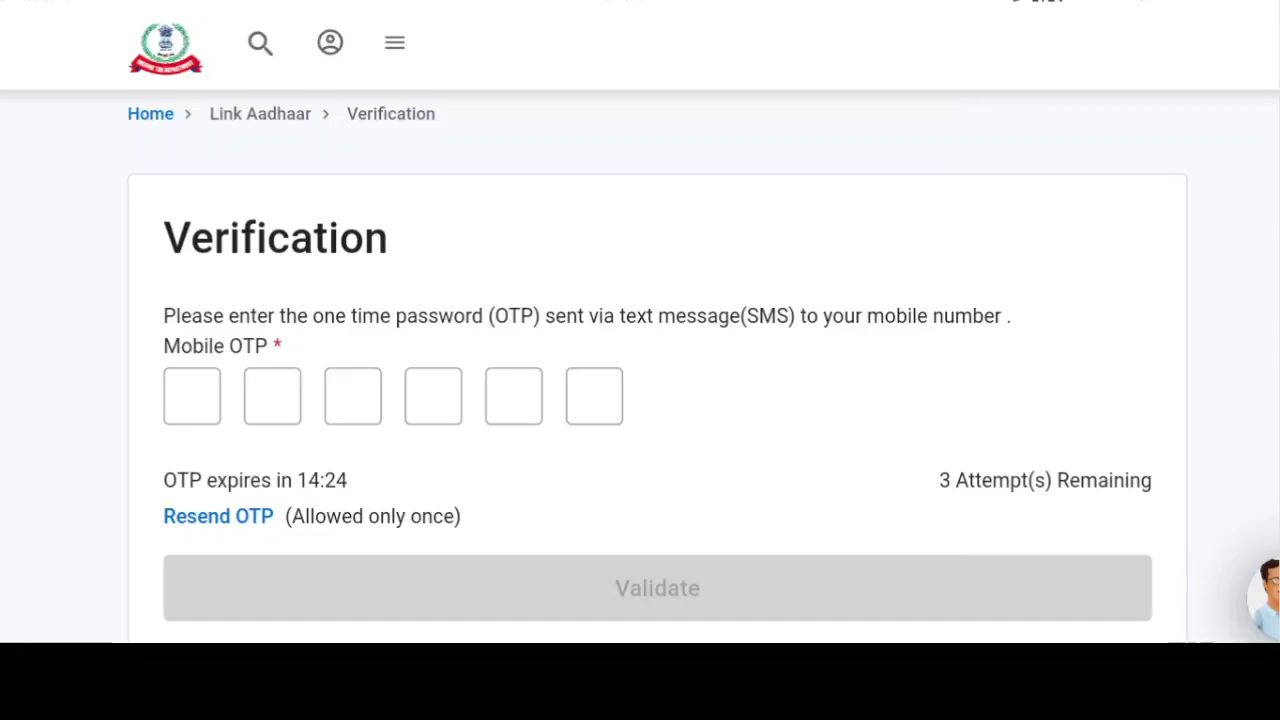 Home > Link Aadhaar > Verification
Verification
Please enter the one time password (OTP) sent via text message(SMS) to your mobile number .
Mobile OTP *
OTP expires in 14:24
3 Attempt(s) Remaining
Resend OTP (Allowed only once)
Validate